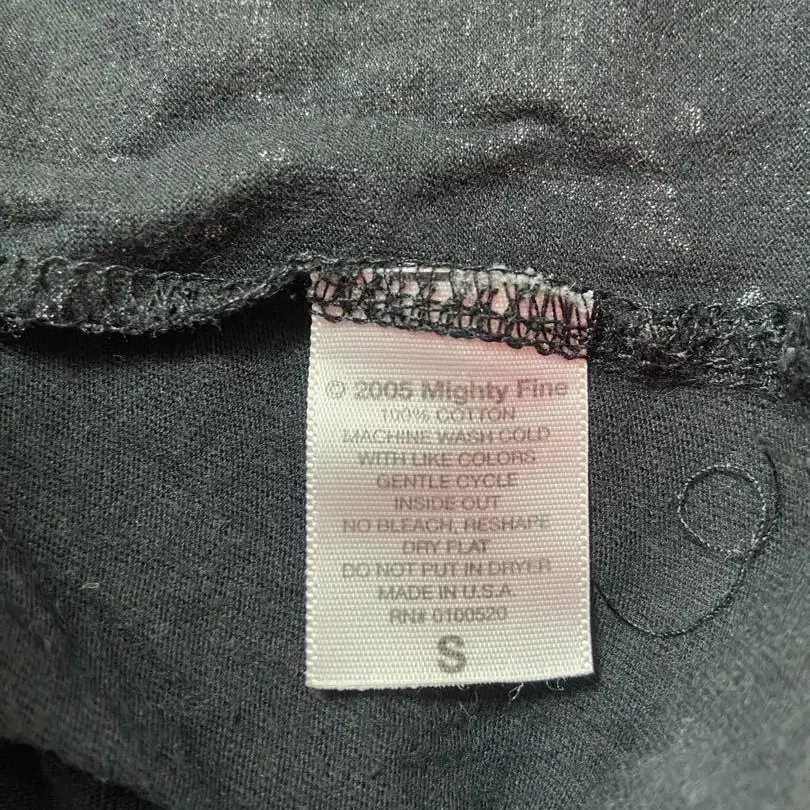 © 2005 Mighty Fine
100% COTTON
MACHINE WASH COLD
WITH LIKE COLORS
GENTLE CYCLE
INSIDE OUT
NO BLEACH, RESHAPE
DRY FLAT
DO NOT PUT IN DRYER
MADE IN U.S.A.
RN# 0100520
S